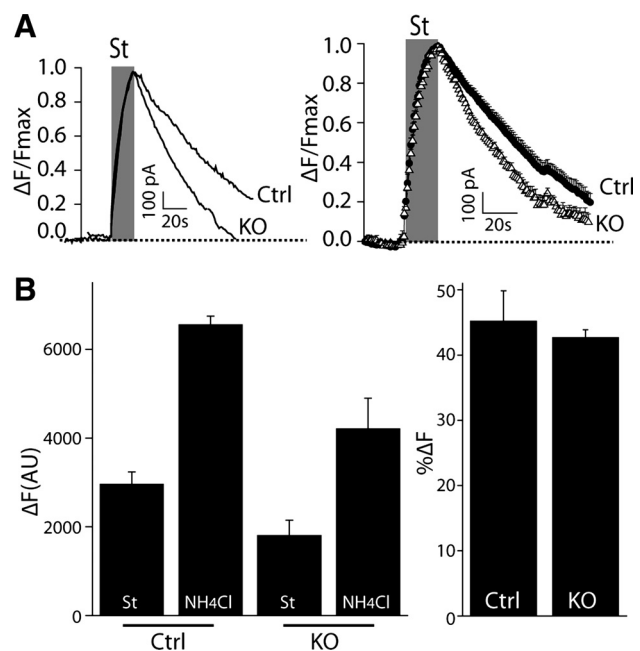 A
St
ΔF/Fmax
1.0
0.8
0.6
0.4
0.2
0.0
100 pA
20s
Ctrl
KO
St
ΔF/Fmax
1.0
0.8
0.6
0.4
0.2
0.0
100 pA
20s
Ctrl
KO
B
ΔF(AU)
6000
4000
2000
0
St
NH4Cl
St
NH4Cl
Ctrl
KO
%ΔF
50
40
30
20
10
0
Ctrl
KO